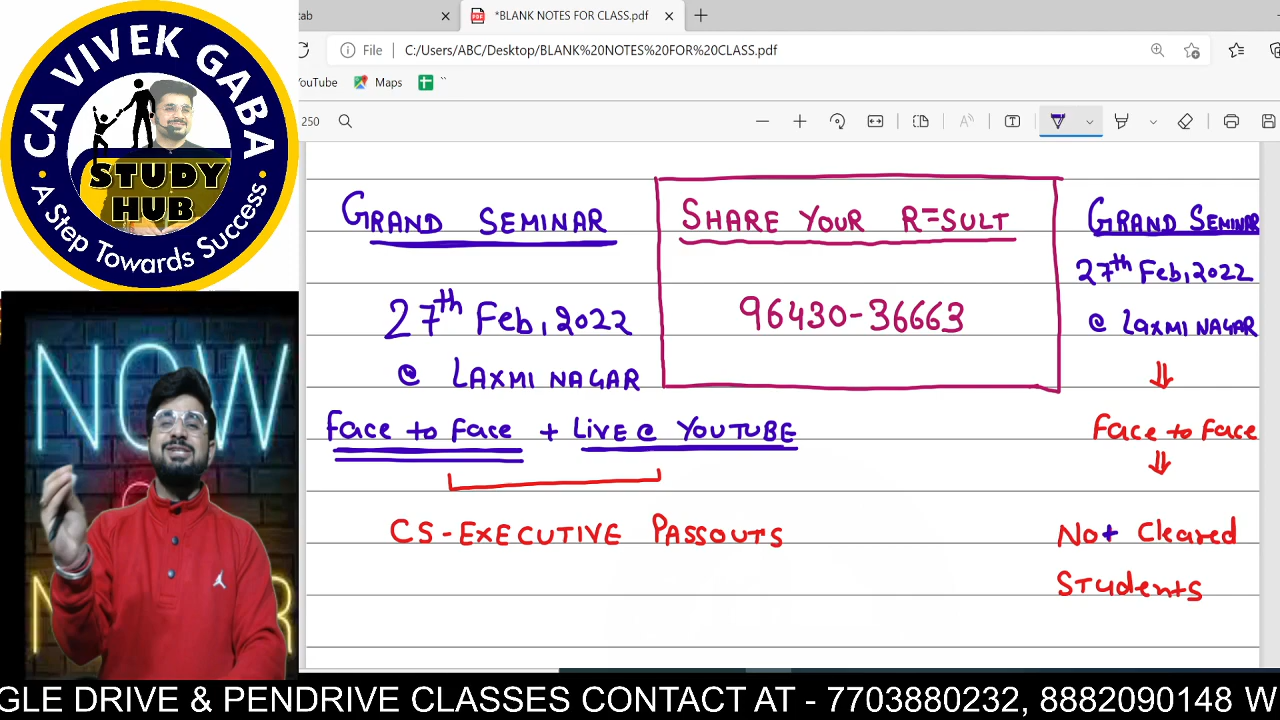 CA VIVEK GABA
STUDY
HUB
A Step Towards Success
tab
*BLANK NOTES FOR CLASS.pdf
File
C:/Users/ABC/Desktop/BLANK%20NOTES%20FOR%20CLASS.pdf
YouTube
Maps
``
250
GRAND SEMINAR
27th Feb, 2022
@ LAXMI NAGAR
Face to Face + LIVE @ YOUTUBE
CS-EXECUTIVE PASSOUTS
SHARE YOUR RESULT
96430-36663
GRAND SEMINAR
27th Feb, 2022
@ LAXMI NAGAR
Face to Face
Not Cleared
Students
NOW
GLE DRIVE & PENDRIVE CLASSES CONTACT AT - 7703880232, 8882090148 W